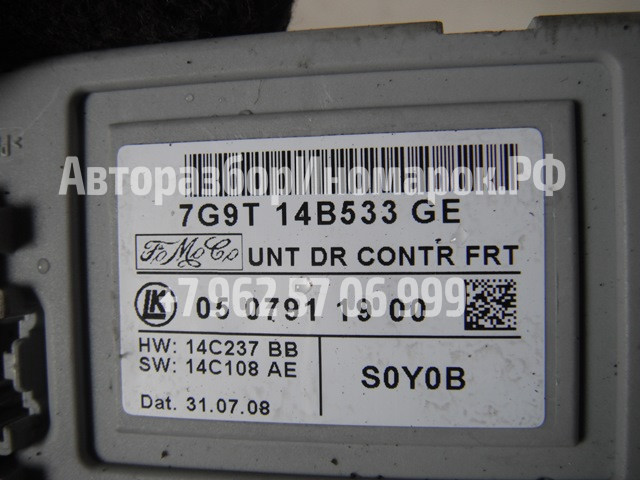 АвторазборИномарок.РФ
7G9T 14B533 GE
FoMoCo UNT DR CONTR FRT
+7 962 57 06 999
LK 05 0791 19 00
HW: 14C237 BB
SW: 14C108 AE
S0Y0B
Dat. 31.07.08